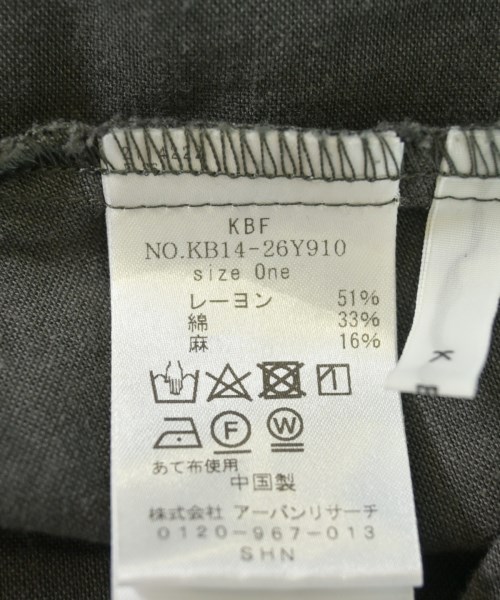 KBF
NO.KB14-26Y910
size One
レーヨン 51%
綿 33%
麻 16%
F W
あて布使用
中国製
株式会社 アーバンリサーチ
0120-967-013
SHN
K